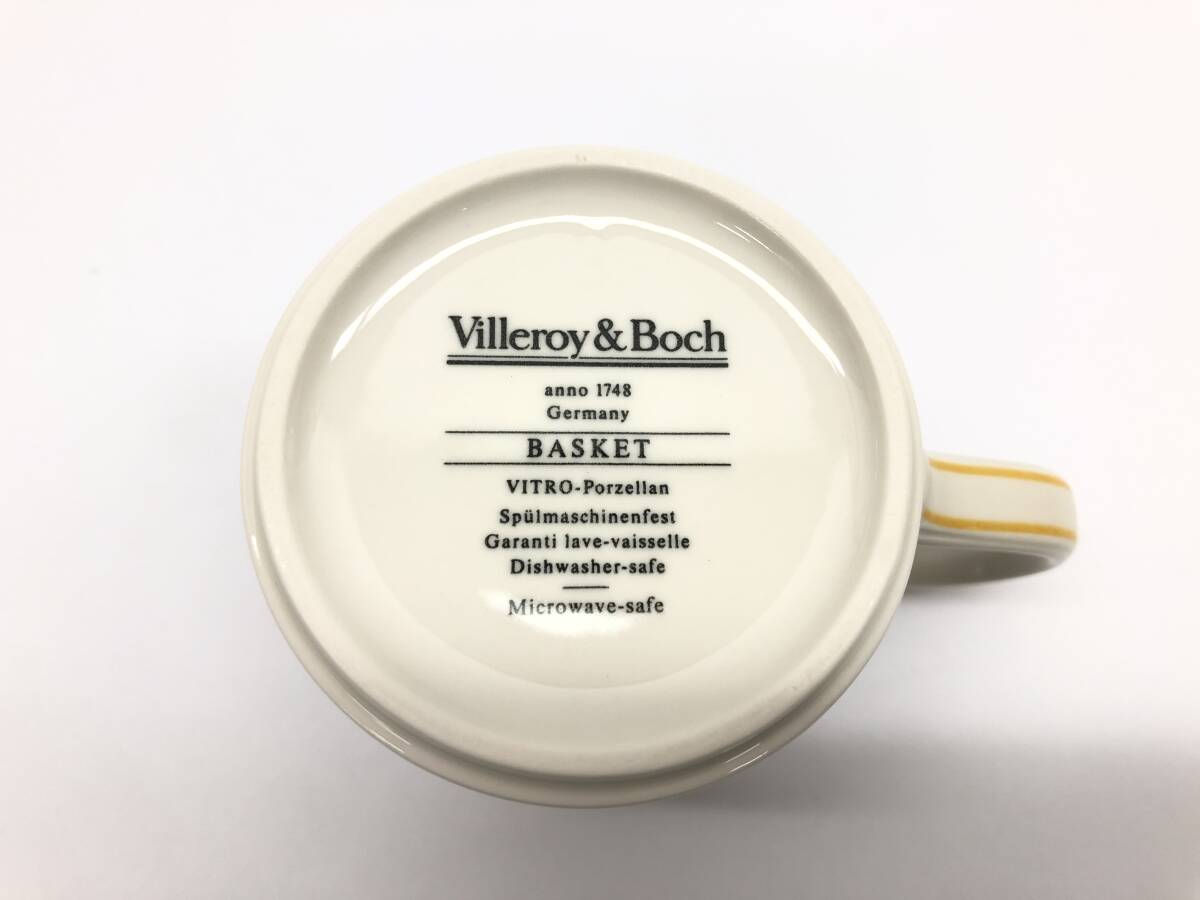 Villeroy & Boch
anno 1748
Germany
BASKET
VITRO-Porzellan
Spülmaschinenfest
Garanti lave-vaisselle
Dishwasher-safe
Microwave-safe